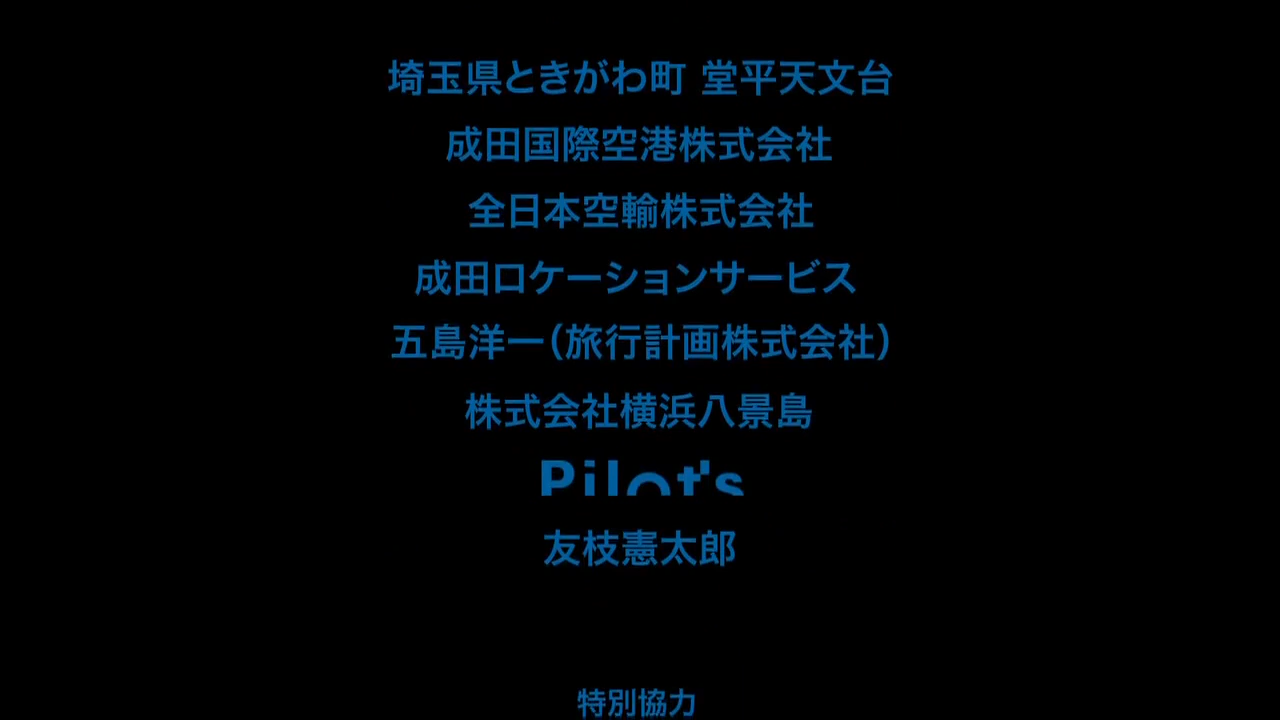 埼玉県ときがわ町 堂平天文台
成田国際空港株式会社
全日本空輸株式会社
成田ロケーションサービス
五島洋一(旅行計画株式会社)
株式会社横浜八景島
Pilot's
友枝憲太郎
特別協力